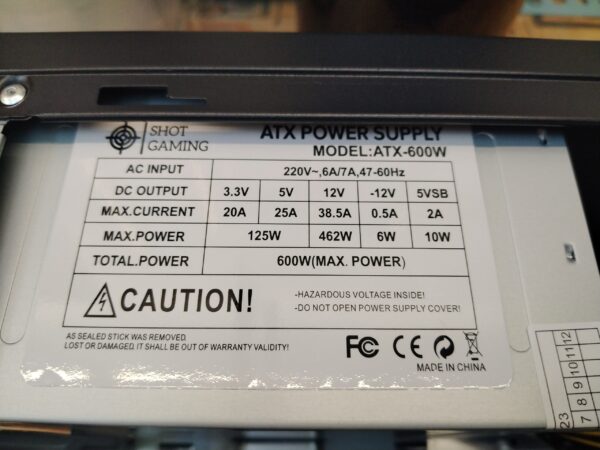 SHOT
GAMING
ATX POWER SUPPLY
MODEL:ATX-600W
AC INPUT 220V~,6A/7A,47-60Hz
DC OUTPUT 3.3V 5V 12V -12V 5VSB
MAX.CURRENT 20A 25A 38.5A 0.5A 2A
MAX.POWER 125W 462W 6W 10W
TOTAL.POWER 600W(MAX. POWER)
CAUTION!
-HAZARDOUS VOLTAGE INSIDE!
-DO NOT OPEN POWER SUPPLY COVER!
AS SEALED STICK WAS REMOVED.
LOST OR DAMAGED, IT SHALL BE OUT OF WARRANTY VALIDITY!
FC CE
MADE IN CHINA
23
7 8 9 10 11 12